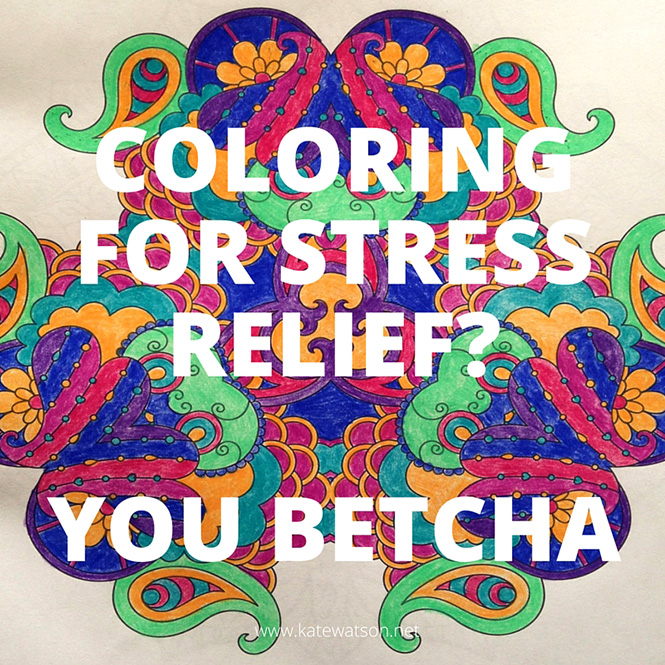 COLORING
FOR STRESS
RELIEF?
YOU BETCHA
www.katewatson.net